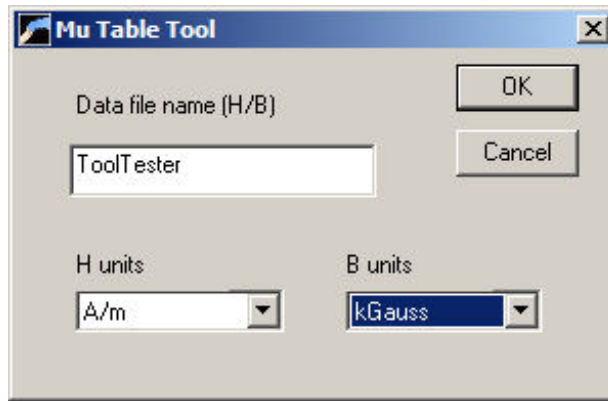 Mu Table Tool
Data file name (H/B)
OK
ToolTester
Cancel
H units
B units
A/m
kGauss